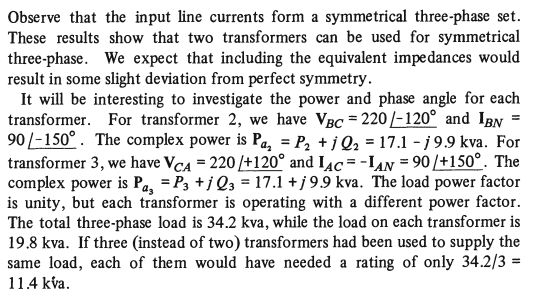 Observe that the input line currents form a symmetrical three-phase set.
These results show that two transformers can be used for symmetrical
three-phase. We expect that including the equivalent impedances would
result in some slight deviation from perfect symmetry.
It will be interesting to investigate the power and phase angle for each
transformer. For transformer 2, we have V_BC = 220 /−120° and I_BN =
90 /−150°. The complex power is P_a₂ = P₂ + j Q₂ = 17.1 − j 9.9 kva. For
transformer 3, we have V_CA = 220 /+120° and I_AC = −I_AN = 90 /+150°. The
complex power is P_a₃ = P₃ + j Q₃ = 17.1 + j 9.9 kva. The load power factor
is unity, but each transformer is operating with a different power factor.
The total three-phase load is 34.2 kva, while the load on each transformer is
19.8 kva. If three (instead of two) transformers had been used to supply the
same load, each of them would have needed a rating of only 34.2/3 =
11.4 kva.